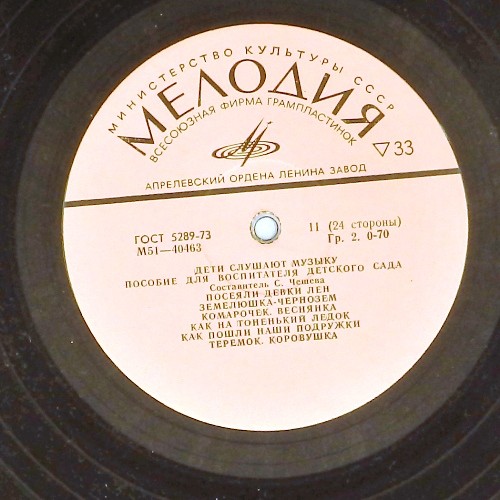 МИНИСТЕРСТВО КУЛЬТУРЫ СССР
МЕЛОДИЯ
ВСЕСОЮЗНАЯ ФИРМА ГРАМПЛАСТИНОК
▽33
АПРЕЛЕВСКИЙ ОРДЕНА ЛЕНИНА ЗАВОД
ГОСТ 5289-73
М51—40463
11 (24 стороны)
Гр. 2. 0-70
ДЕТИ СЛУШАЮТ МУЗЫКУ
ПОСОБИЕ ДЛЯ ВОСПИТАТЕЛЯ ДЕТСКОГО САДА
Составитель С. Чешева
ПОСЕЯЛИ ДЕВКИ ЛЕН
ЗЕМЕЛЮШКА-ЧЕРНОЗЕМ
КОМАРОЧЕК. ВЕСНЯНКА
КАК НА ТОНЕНЬКИЙ ЛЕДОК
КАК ПОШЛИ НАШИ ПОДРУЖКИ
ТЕРЕМОК. КОРОВУШКА